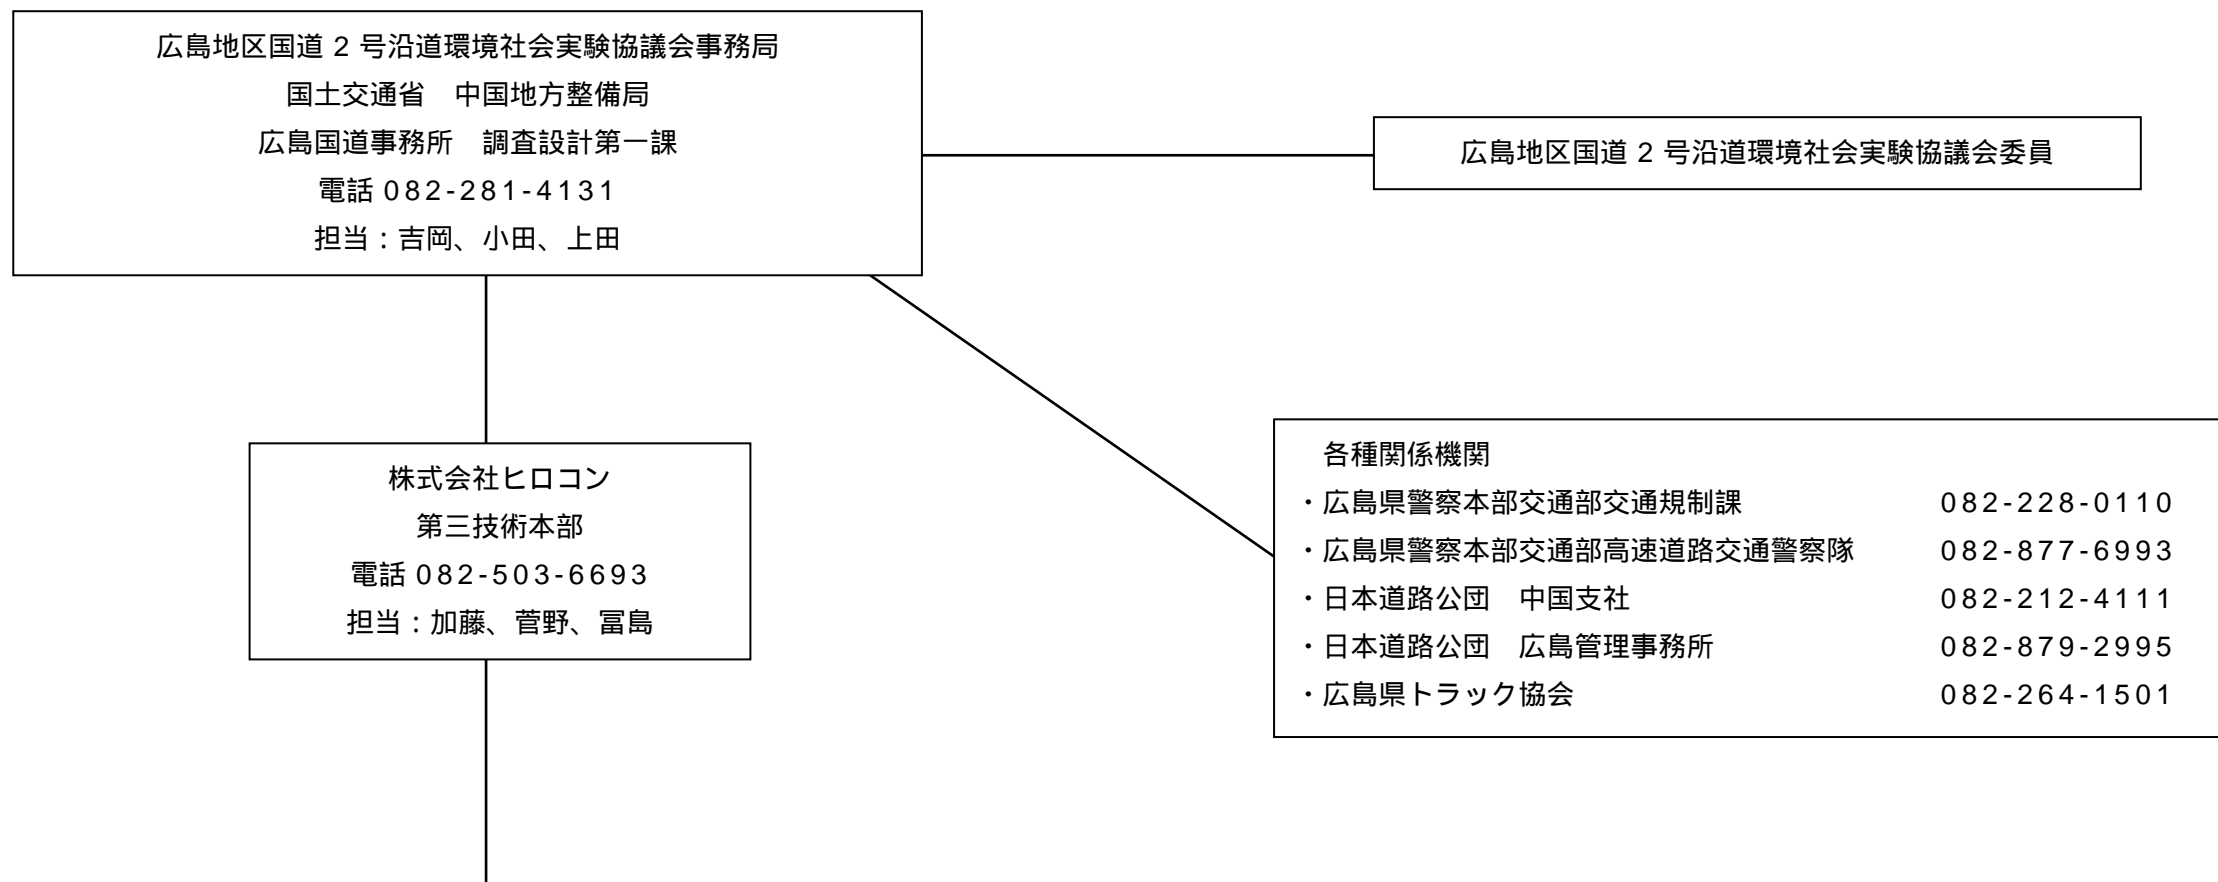 広島地区国道２号沿道環境社会実験協議会事務局
国土交通省　中国地方整備局
広島国道事務所　調査設計第一課
電話 082-281-4131
担当：吉岡、小田、上田
広島地区国道２号沿道環境社会実験協議会委員
株式会社ヒロコン
第三技術本部
電話 082-503-6693
担当：加藤、菅野、冨島
各種関係機関
・広島県警察本部交通部交通規制課　082-228-0110
・広島県警察本部交通部高速道路交通警察隊　082-877-6993
・日本道路公団　中国支社　082-212-4111
・日本道路公団　広島管理事務所　082-879-2995
・広島県トラック協会　082-264-1501